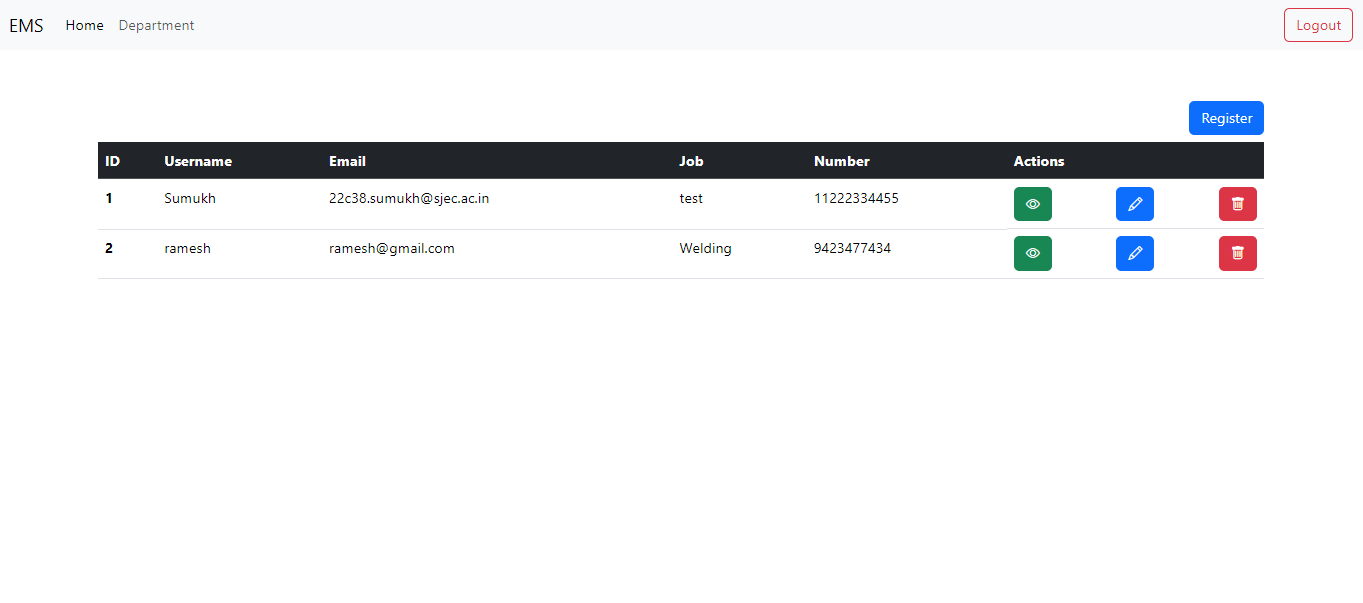 EMS Home Department Logout
Register
ID Username Email Job Number Actions
1 Sumukh 22c38.sumukh@sjec.ac.in test 11222334455
2 ramesh ramesh@gmail.com Welding 9423477434